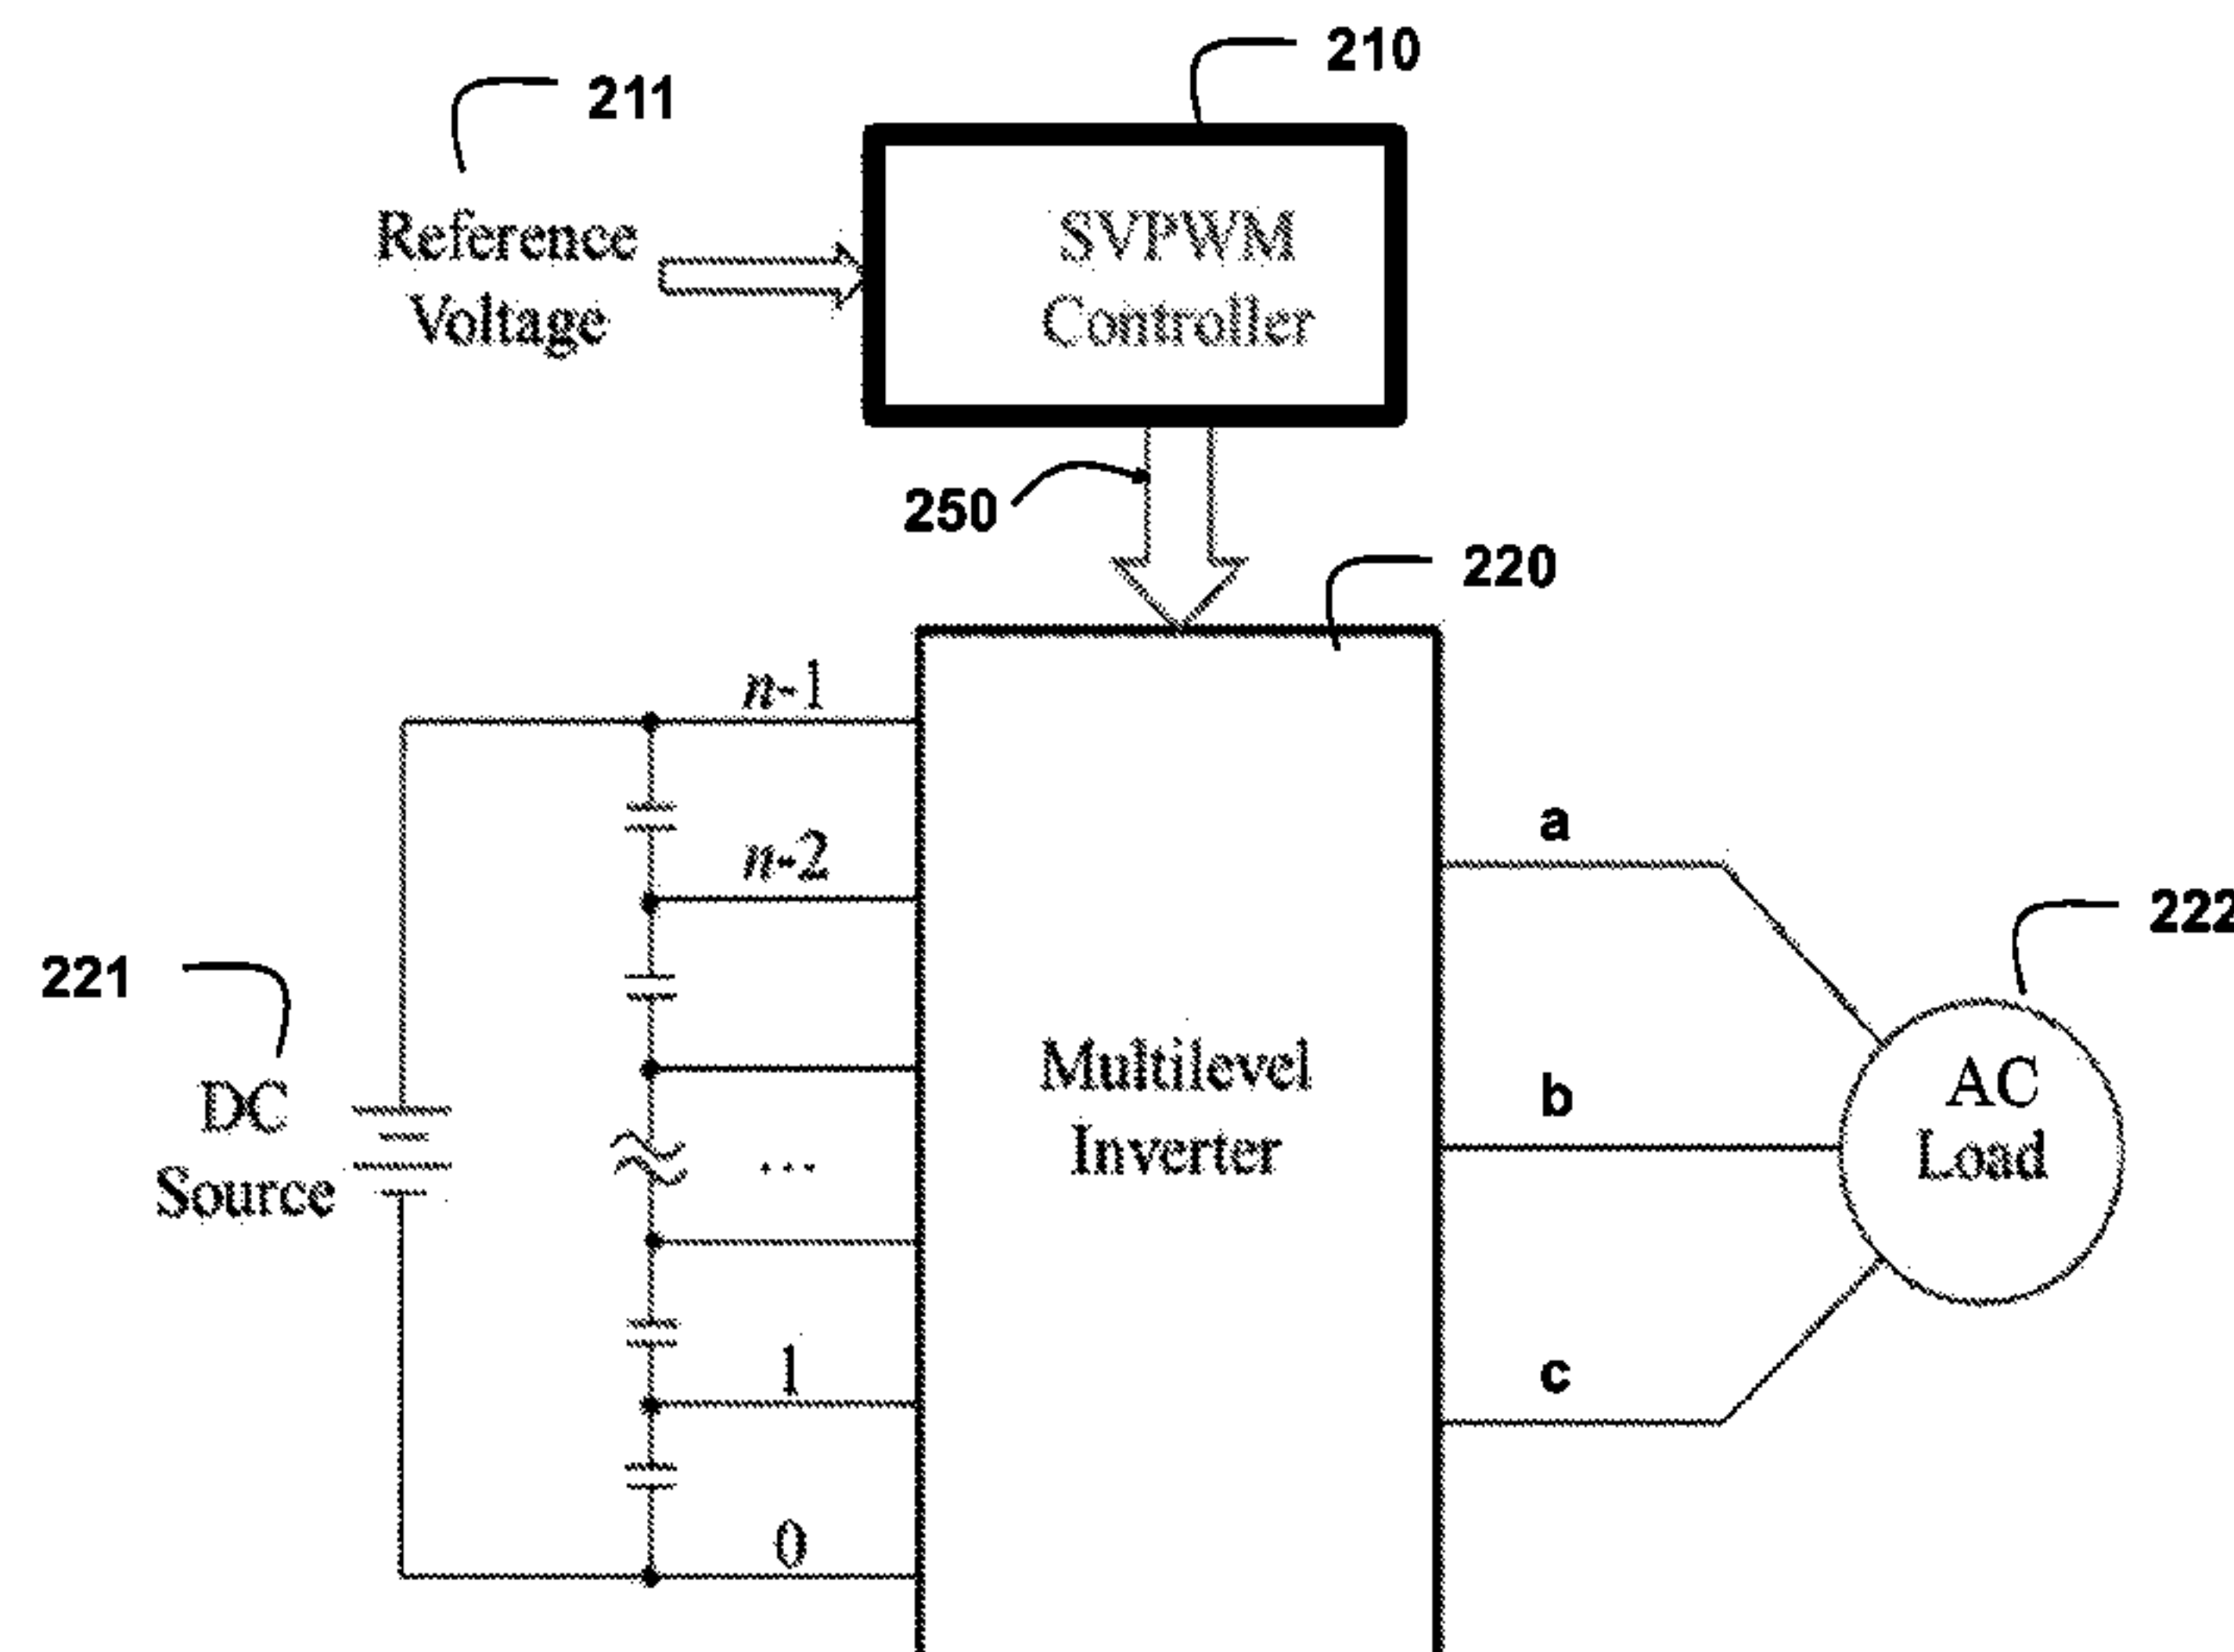 210
211
Reference
Voltage
SVPWM
Controller
250
220
n-1
n-2
a
222
221
DC
Source
...
Multilevel
Inverter
b
AC
Load
1
c
0